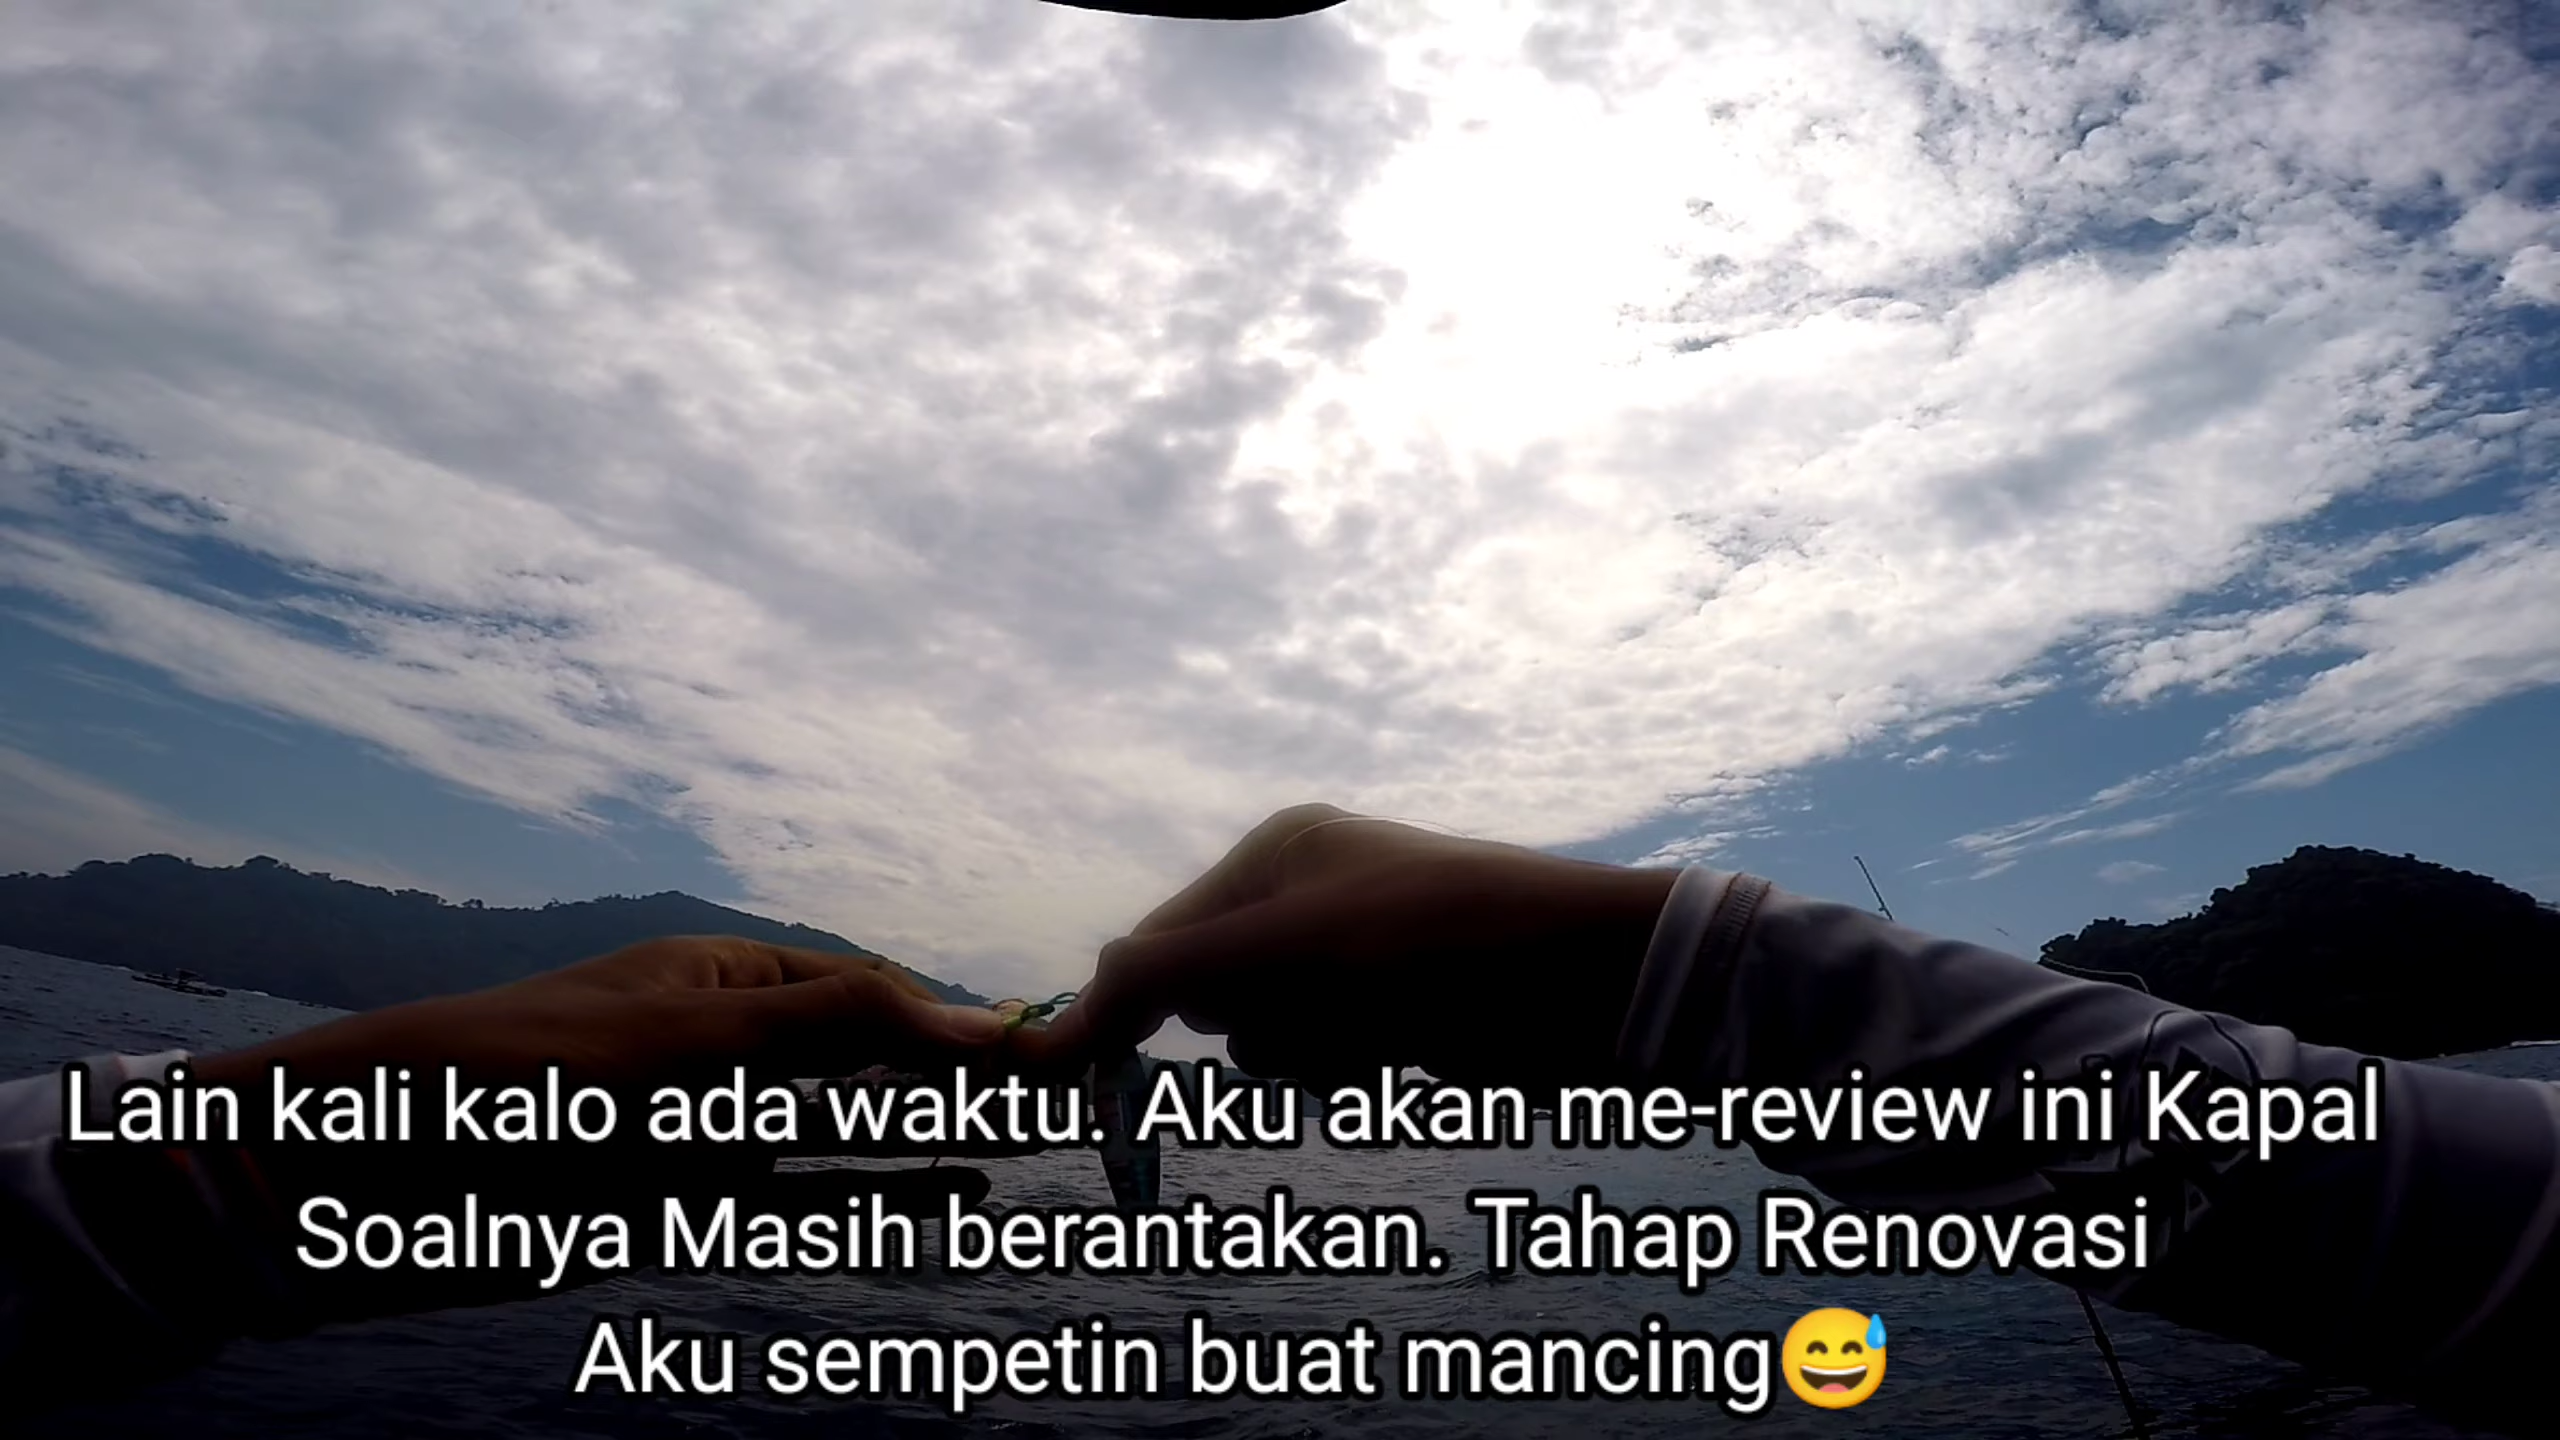 Lain kali kalo ada waktu. Aku akan me-review ini Kapal
Soalnya Masih berantakan. Tahap Renovasi
Aku sempetin buat mancing😅